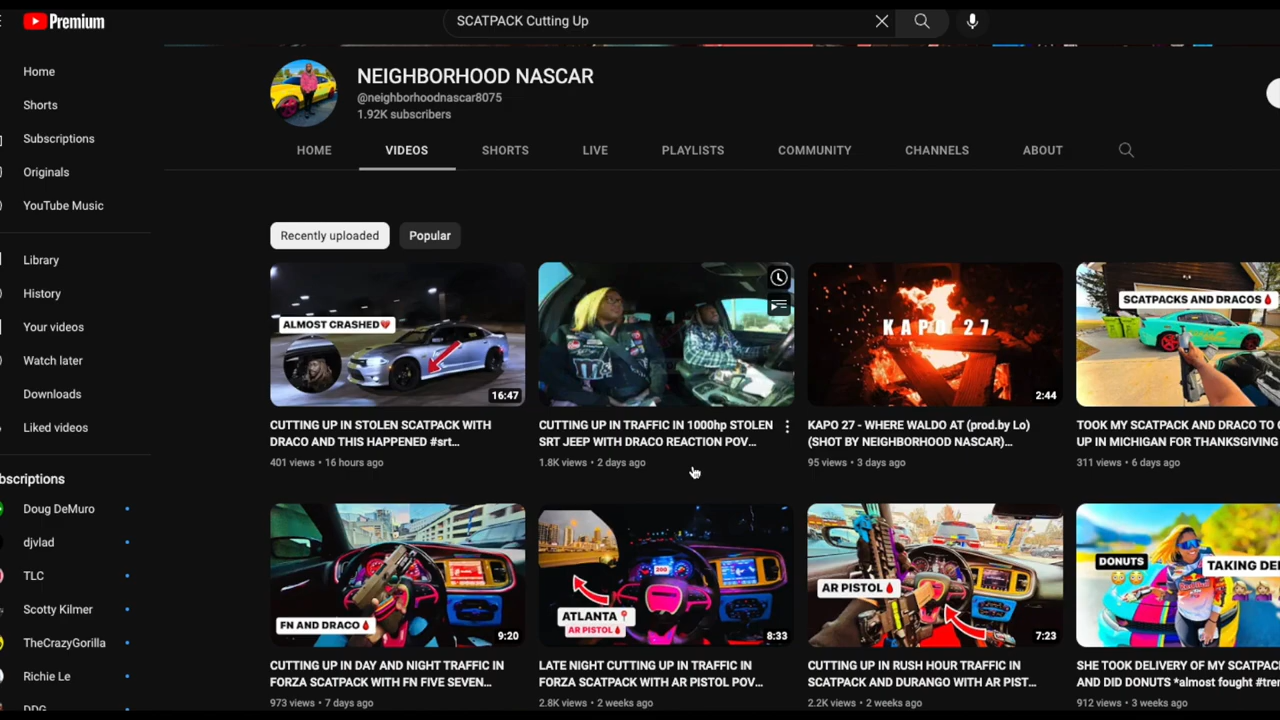 Premium
SCATPACK Cutting Up
Home
Shorts
Subscriptions
Originals
YouTube Music
Library
History
Your videos
Watch later
Downloads
Liked videos
bscriptions
Doug DeMuro
djvlad
TLC
Scotty Kilmer
TheCrazyGorilla
Richie Le
DDG
NEIGHBORHOOD NASCAR
@neighborhoodnascar8075
1.92K subscribers
HOME VIDEOS SHORTS LIVE PLAYLISTS COMMUNITY CHANNELS ABOUT
Recently uploaded Popular
ALMOST CRASHED
16:47
CUTTING UP IN STOLEN SCATPACK WITH
DRACO AND THIS HAPPENED #srt...
401 views • 16 hours ago
CUTTING UP IN TRAFFIC IN 1000hp STOLEN
SRT JEEP WITH DRACO REACTION POV...
1.8K views • 2 days ago
KAPO 27
2:44
KAPO 27 - WHERE WALDO AT (prod.by Lo)
(SHOT BY NEIGHBORHOOD NASCAR)...
95 views • 3 days ago
SCATPACKS AND DRACOS
TOOK MY SCATPACK AND DRACO TO C
UP IN MICHIGAN FOR THANKSGIVING
311 views • 6 days ago
FN AND DRACO
9:20
CUTTING UP IN DAY AND NIGHT TRAFFIC IN
FORZA SCATPACK WITH FN FIVE SEVEN...
973 views • 7 days ago
200
ATLANTA
AR PISTOL
8:33
LATE NIGHT CUTTING UP IN TRAFFIC IN
FORZA SCATPACK WITH AR PISTOL POV...
2.8K views • 2 weeks ago
AR PISTOL
7:23
CUTTING UP IN RUSH HOUR TRAFFIC IN
SCATPACK AND DURANGO WITH AR PIST...
2.2K views • 2 weeks ago
DONUTS
TAKING DE
SHE TOOK DELIVERY OF MY SCATPAC
AND DID DONUTS *almost fought #tre
912 views • 3 weeks ago